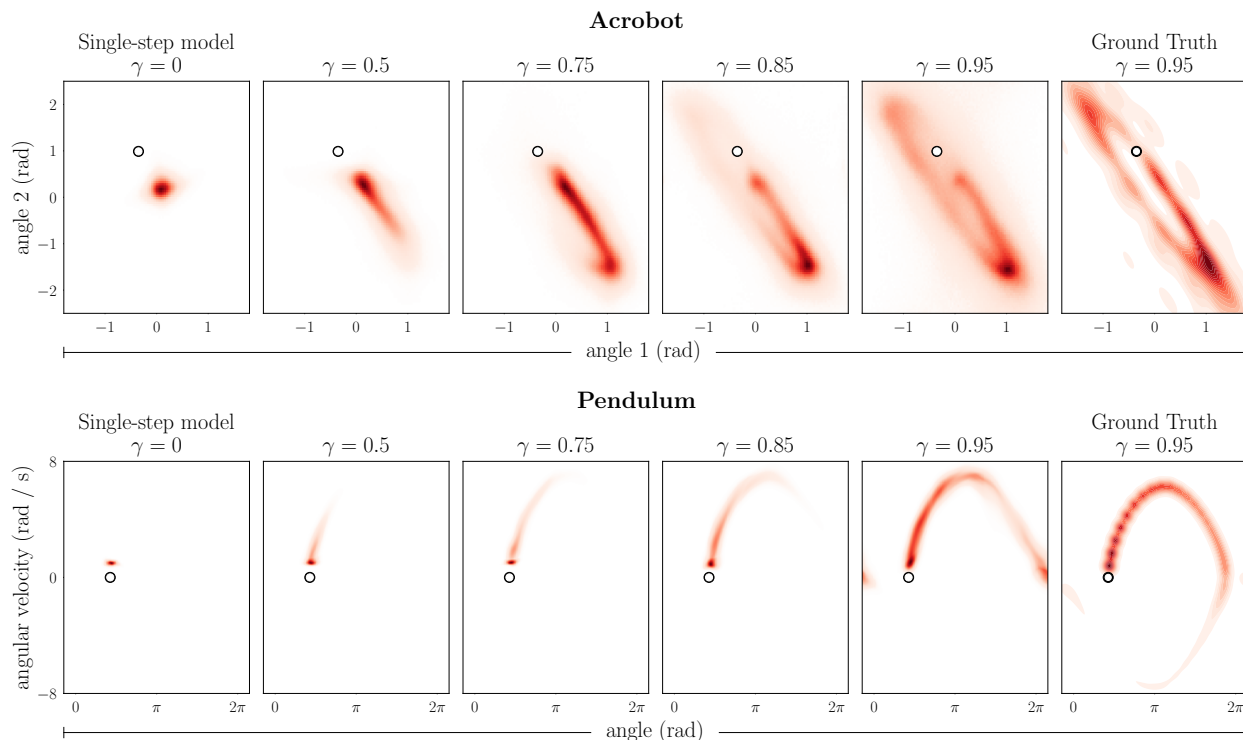 Acrobot
Single-step model
Ground Truth
γ = 0
γ = 0.5
γ = 0.75
γ = 0.85
γ = 0.95
γ = 0.95
angle 2 (rad)
2
1
0
−1
−2
−1 0 1
−1 0 1
−1 0 1
−1 0 1
−1 0 1
−1 0 1
angle 1 (rad)
Pendulum
Single-step model
Ground Truth
γ = 0
γ = 0.5
γ = 0.75
γ = 0.85
γ = 0.95
γ = 0.95
angular velocity (rad / s)
8
0
−8
0 π 2π
0 π 2π
0 π 2π
0 π 2π
0 π 2π
0 π 2π
angle (rad)